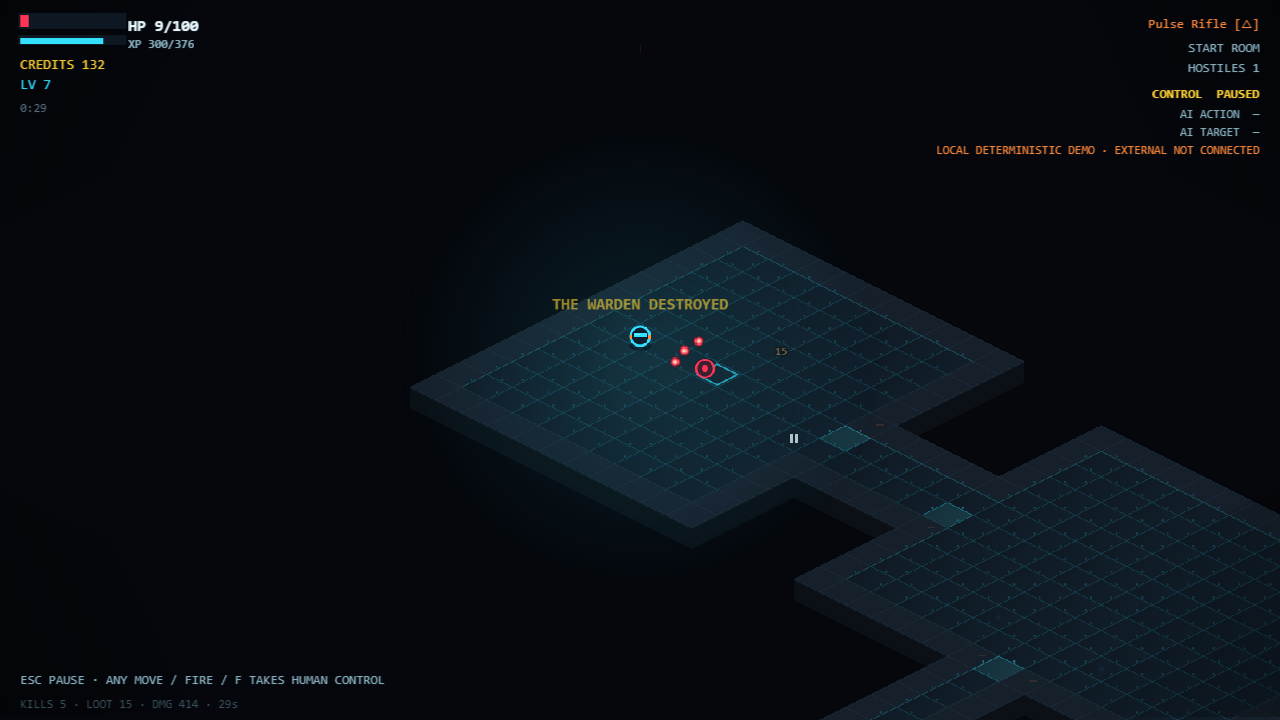 HP 9/100
XP 300/376
CREDITS 132
LV 7
0:29
Pulse Rifle [△]
START ROOM
HOSTILES 1
CONTROL PAUSED
AI ACTION —
AI TARGET —
LOCAL DETERMINISTIC DEMO · EXTERNAL NOT CONNECTED
THE WARDEN DESTROYED
15
ESC PAUSE · ANY MOVE / FIRE / F TAKES HUMAN CONTROL
KILLS 5 · LOOT 15 · DMG 414 · 29s